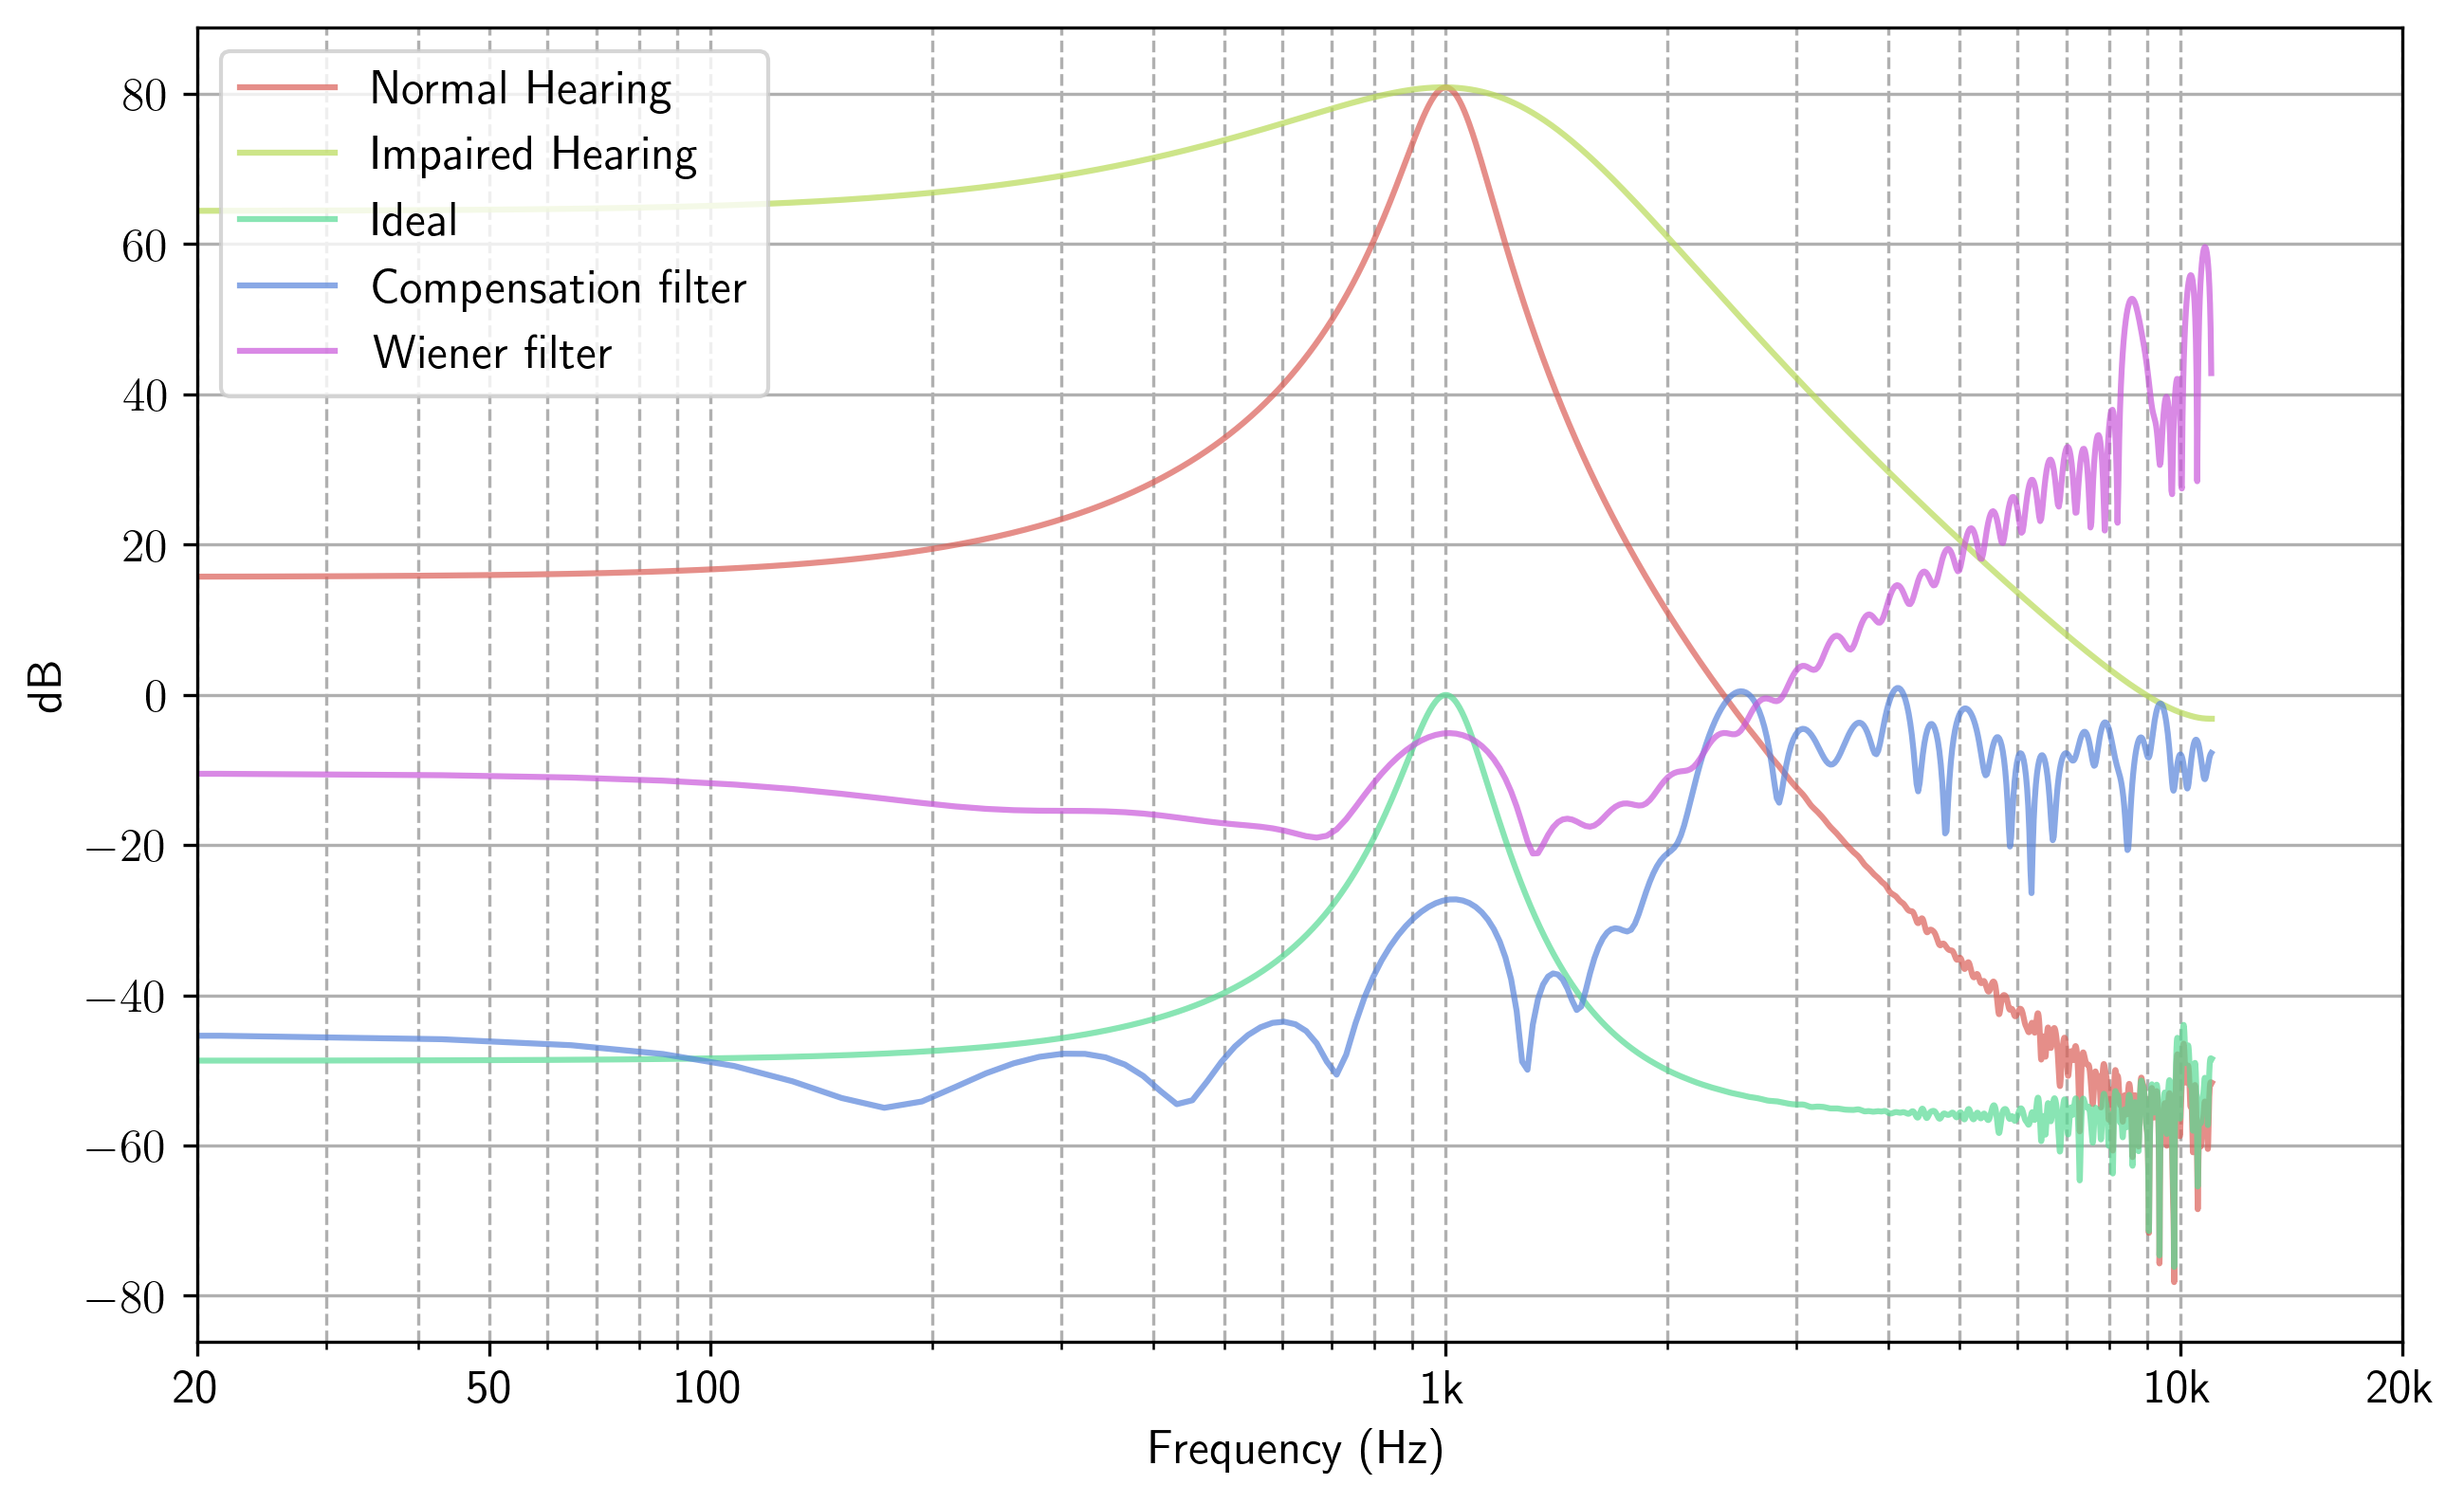 Normal Hearing
Impaired Hearing
Ideal
Compensation filter
Wiener filter
80
60
40
20
0
−20
−40
−60
−80
dB
20 50 100 1k 10k 20k
Frequency (Hz)